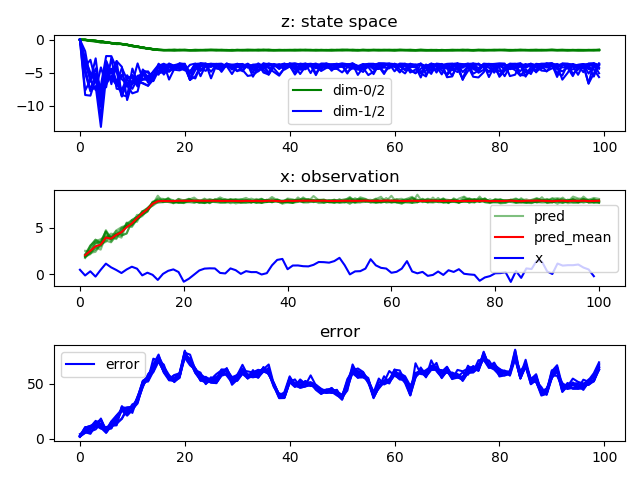 z: state space
0
−5
−10
dim-0/2
dim-1/2
0 20 40 60 80 100
x: observation
5
0
pred
pred_mean
x
0 20 40 60 80 100
error
50
0
error
0 20 40 60 80 100